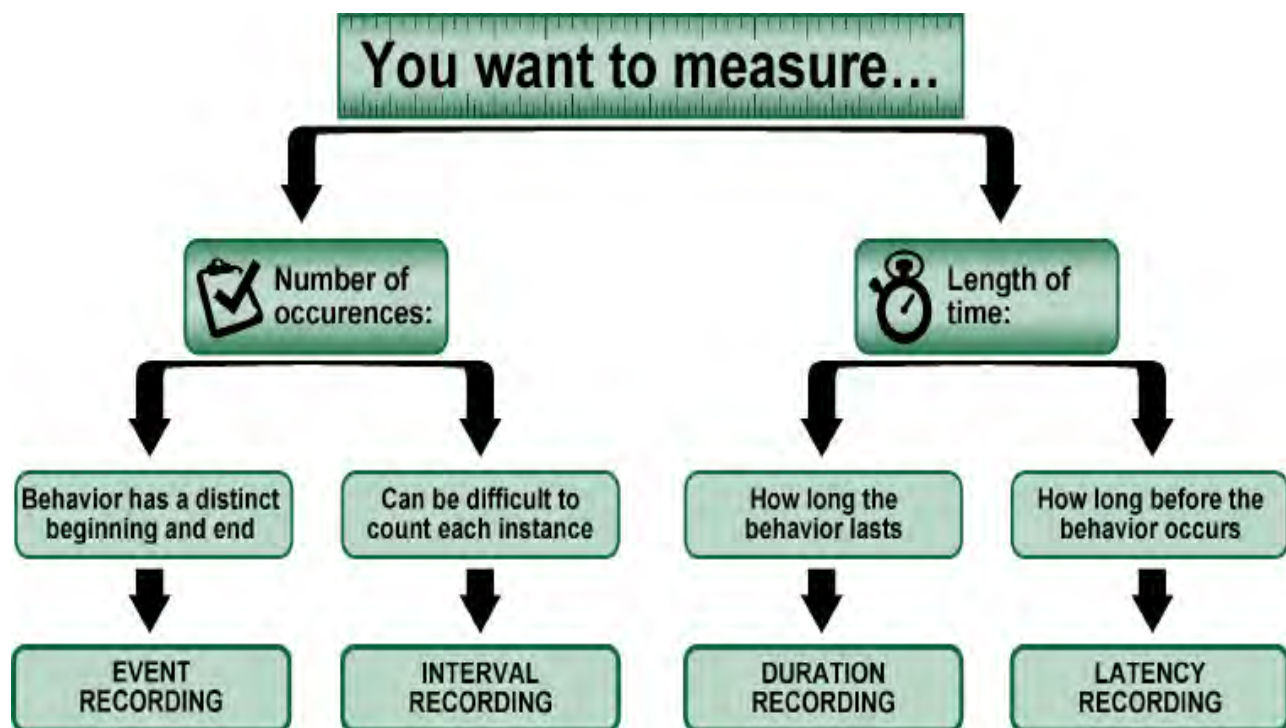 You want to measure...
Number of
occurences:
Length of
time:
Behavior has a distinct
beginning and end
Can be difficult to
count each instance
How long the
behavior lasts
How long before the
behavior occurs
EVENT
RECORDING
INTERVAL
RECORDING
DURATION
RECORDING
LATENCY
RECORDING